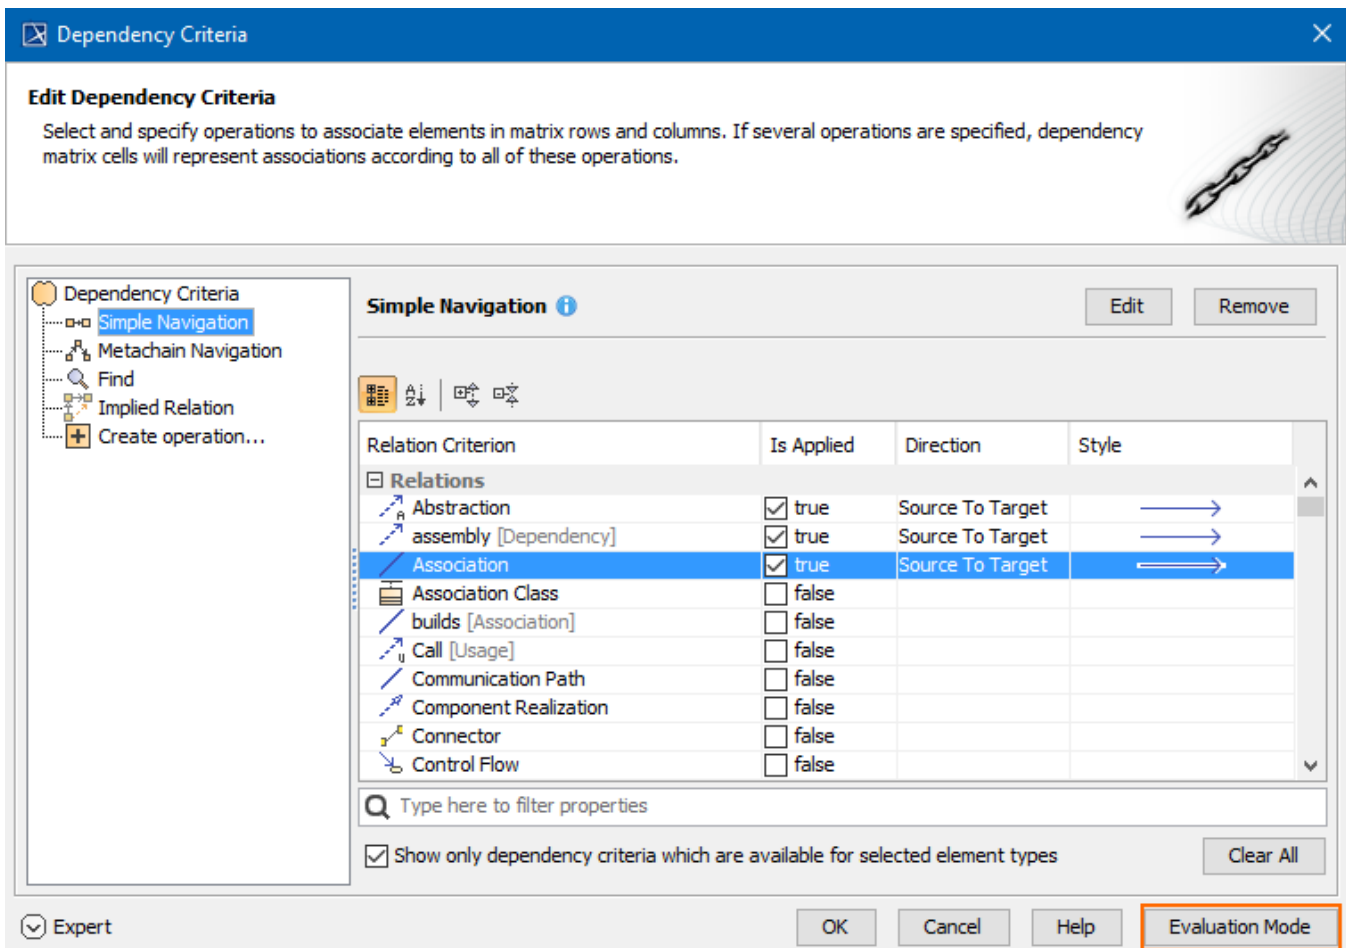 Dependency Criteria
Edit Dependency Criteria
Select and specify operations to associate elements in matrix rows and columns. If several operations are specified, dependency
matrix cells will represent associations according to all of these operations.
Dependency Criteria
Simple Navigation
Metachain Navigation
Find
Implied Relation
Create operation...
Simple Navigation
Edit
Remove
Relation Criterion Is Applied Direction Style
Relations
Abstraction true Source To Target
assembly [Dependency] true Source To Target
Association true Source To Target
Association Class false
builds [Association] false
Call [Usage] false
Communication Path false
Component Realization false
Connector false
Control Flow false
Type here to filter properties
Show only dependency criteria which are available for selected element types
Clear All
Expert
OK
Cancel
Help
Evaluation Mode